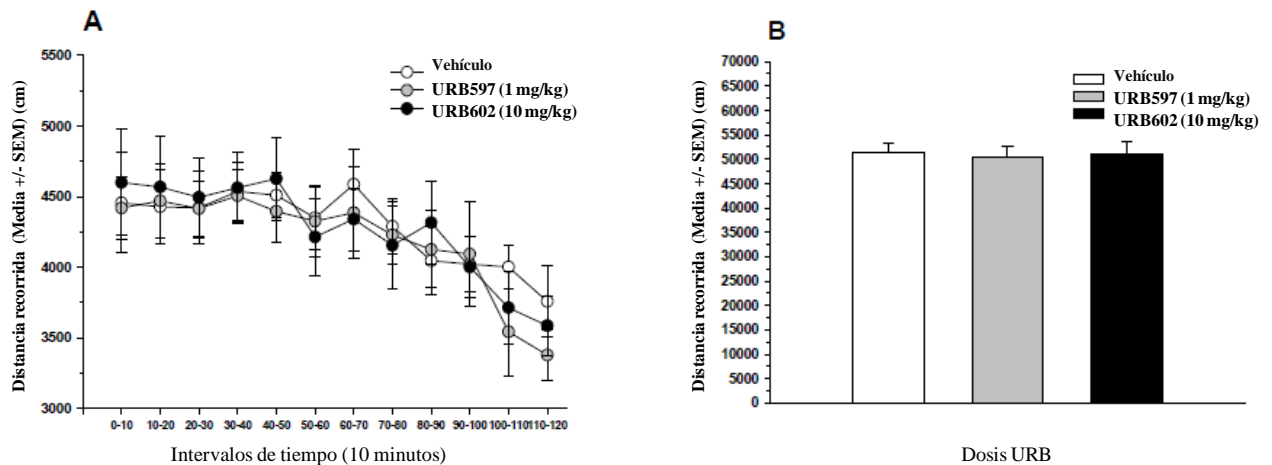 A
Distancia recorrida (Media +/- SEM) (cm)
5500
5000
4500
4000
3500
3000
Vehículo
URB597 (1 mg/kg)
URB602 (10 mg/kg)
0-10 10-20 20-30 30-40 40-50 50-60 60-70 70-80 80-90 90-100 100-110 110-120
Intervalos de tiempo (10 minutos)
B
Distancia recorrida (Media +/- SEM) (cm)
70000
65000
60000
55000
50000
45000
40000
35000
30000
25000
20000
15000
10000
5000
0
Vehículo
URB597 (1 mg/kg)
URB602 (10 mg/kg)
Dosis URB